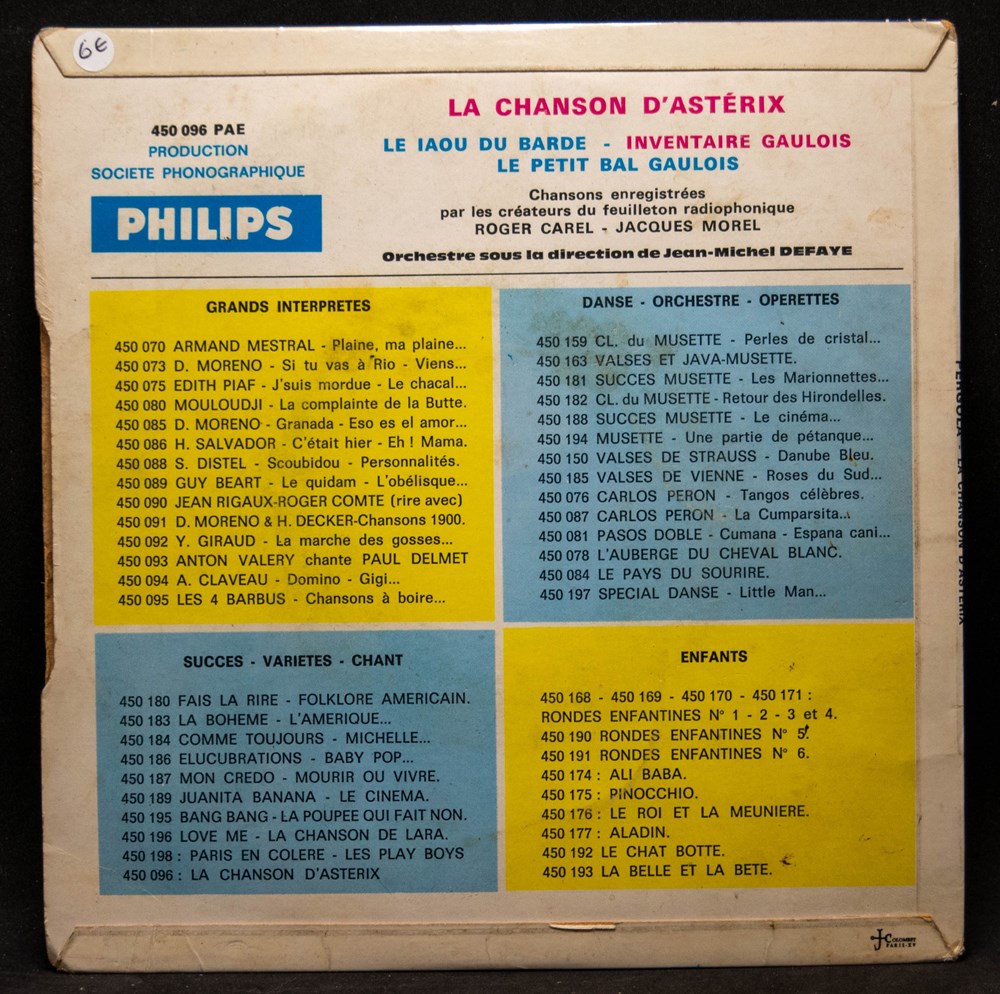 6€
450 096 PAE
PRODUCTION
SOCIETE PHONOGRAPHIQUE
PHILIPS
LA CHANSON D'ASTÉRIX
LE IAOU DU BARDE - INVENTAIRE GAULOIS
LE PETIT BAL GAULOIS
Chansons enregistrées
par les créateurs du feuilleton radiophonique
ROGER CAREL - JACQUES MOREL
Orchestre sous la direction de Jean-Michel DEFAYE
GRANDS INTERPRETES
450 070 ARMAND MESTRAL - Plaine, ma plaine...
450 073 D. MORENO - Si tu vas à Rio - Viens...
450 075 EDITH PIAF - J'suis mordue - Le chacal...
450 080 MOULOUDJI - La complainte de la Butte.
450 085 D. MORENO - Granada - Eso es el amor...
450 086 H. SALVADOR - C'était hier - Eh ! Mama.
450 088 S. DISTEL - Scoubidou - Personnalités.
450 089 GUY BEART - Le quidam - L'obélisque...
450 090 JEAN RIGAUX-ROGER COMTE (rire avec)
450 091 D. MORENO & H. DECKER-Chansons 1900.
450 092 Y. GIRAUD - La marche des gosses...
450 093 ANTON VALERY chante PAUL DELMET
450 094 A. CLAVEAU - Domino - Gigi...
450 095 LES 4 BARBUS - Chansons à boire...
DANSE - ORCHESTRE - OPERETTES
450 159 CL. du MUSETTE - Perles de cristal...
450 163 VALSES ET JAVA-MUSETTE.
450 181 SUCCES MUSETTE - Les Marionnettes...
450 182 CL. du MUSETTE - Retour des Hirondelles.
450 188 SUCCES MUSETTE - Le cinéma...
450 194 MUSETTE - Une partie de pétanque...
450 150 VALSES DE STRAUSS - Danube Bleu.
450 185 VALSES DE VIENNE - Roses du Sud...
450 076 CARLOS PERON - Tangos célèbres.
450 087 CARLOS PERON - La Cumparsita...
450 081 PASOS DOBLE - Cumana - Espana cani...
450 078 L'AUBERGE DU CHEVAL BLANC.
450 084 LE PAYS DU SOURIRE.
450 197 SPECIAL DANSE - Little Man...
SUCCES - VARIETES - CHANT
450 180 FAIS LA RIRE - FOLKLORE AMERICAIN.
450 183 LA BOHEME - L'AMERIQUE...
450 184 COMME TOUJOURS - MICHELLE...
450 186 ELUCUBRATIONS - BABY POP...
450 187 MON CREDO - MOURIR OU VIVRE.
450 189 JUANITA BANANA - LE CINEMA.
450 195 BANG BANG - LA POUPEE QUI FAIT NON.
450 196 LOVE ME - LA CHANSON DE LARA.
450 198 : PARIS EN COLERE - LES PLAY BOYS
450 096 : LA CHANSON D'ASTERIX
ENFANTS
450 168 - 450 169 - 450 170 - 450 171 :
RONDES ENFANTINES N° 1 - 2 - 3 et 4.
450 190 RONDES ENFANTINES N° 5.
450 191 RONDES ENFANTINES N° 6.
450 174 : ALI BABA.
450 175 : PINOCCHIO.
450 176 : LE ROI ET LA MEUNIERE.
450 177 : ALADIN.
450 192 LE CHAT BOTTE.
450 193 LA BELLE ET LA BETE.
LA CHANSON D'ASTERIX
COLOMBET
PARIS-XV